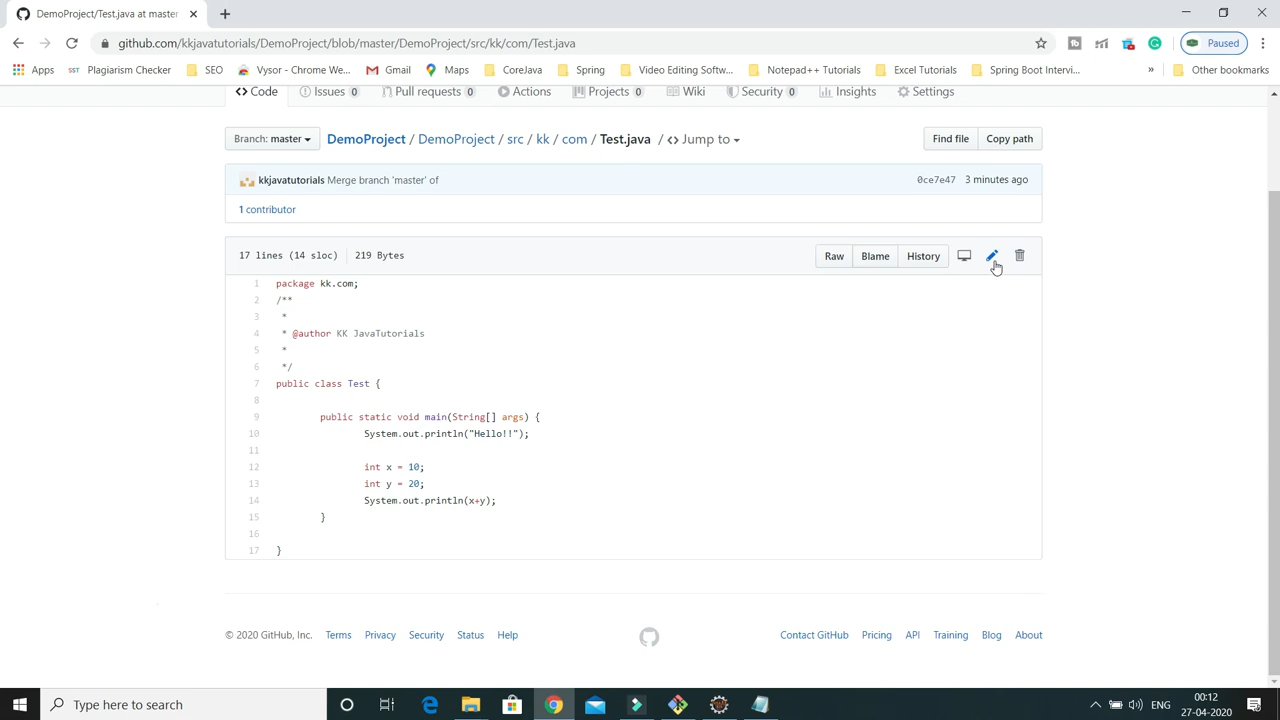 DemoProject/Test.java at master
github.com/kkjavatutorials/DemoProject/blob/master/DemoProject/src/kk/com/Test.java
Paused
Apps SST Plagiarism Checker SEO Vysor - Chrome We... Gmail Maps CoreJava Spring Video Editing Softw... Notepad++ Tutorials Excel Tutorials Spring Boot Intervi... » Other bookmarks
Code Issues 0 Pull requests 0 Actions Projects 0 Wiki Security 0 Insights Settings
Branch: master DemoProject / DemoProject / src / kk / com / Test.java / <> Jump to Find file Copy path
kkjavatutorials Merge branch 'master' of 0ce7e47 3 minutes ago
1 contributor
17 lines (14 sloc) 219 Bytes Raw Blame History
1 package kk.com;
2 /**
3 *
4 * @author KK JavaTutorials
5 *
6 */
7 public class Test {
8
9 public static void main(String[] args) {
10 System.out.println("Hello!!");
11
12 int x = 10;
13 int y = 20;
14 System.out.println(x+y);
15 }
16
17 }
© 2020 GitHub, Inc. Terms Privacy Security Status Help Contact GitHub Pricing API Training Blog About
Type here to search ENG 00:12
27-04-2020